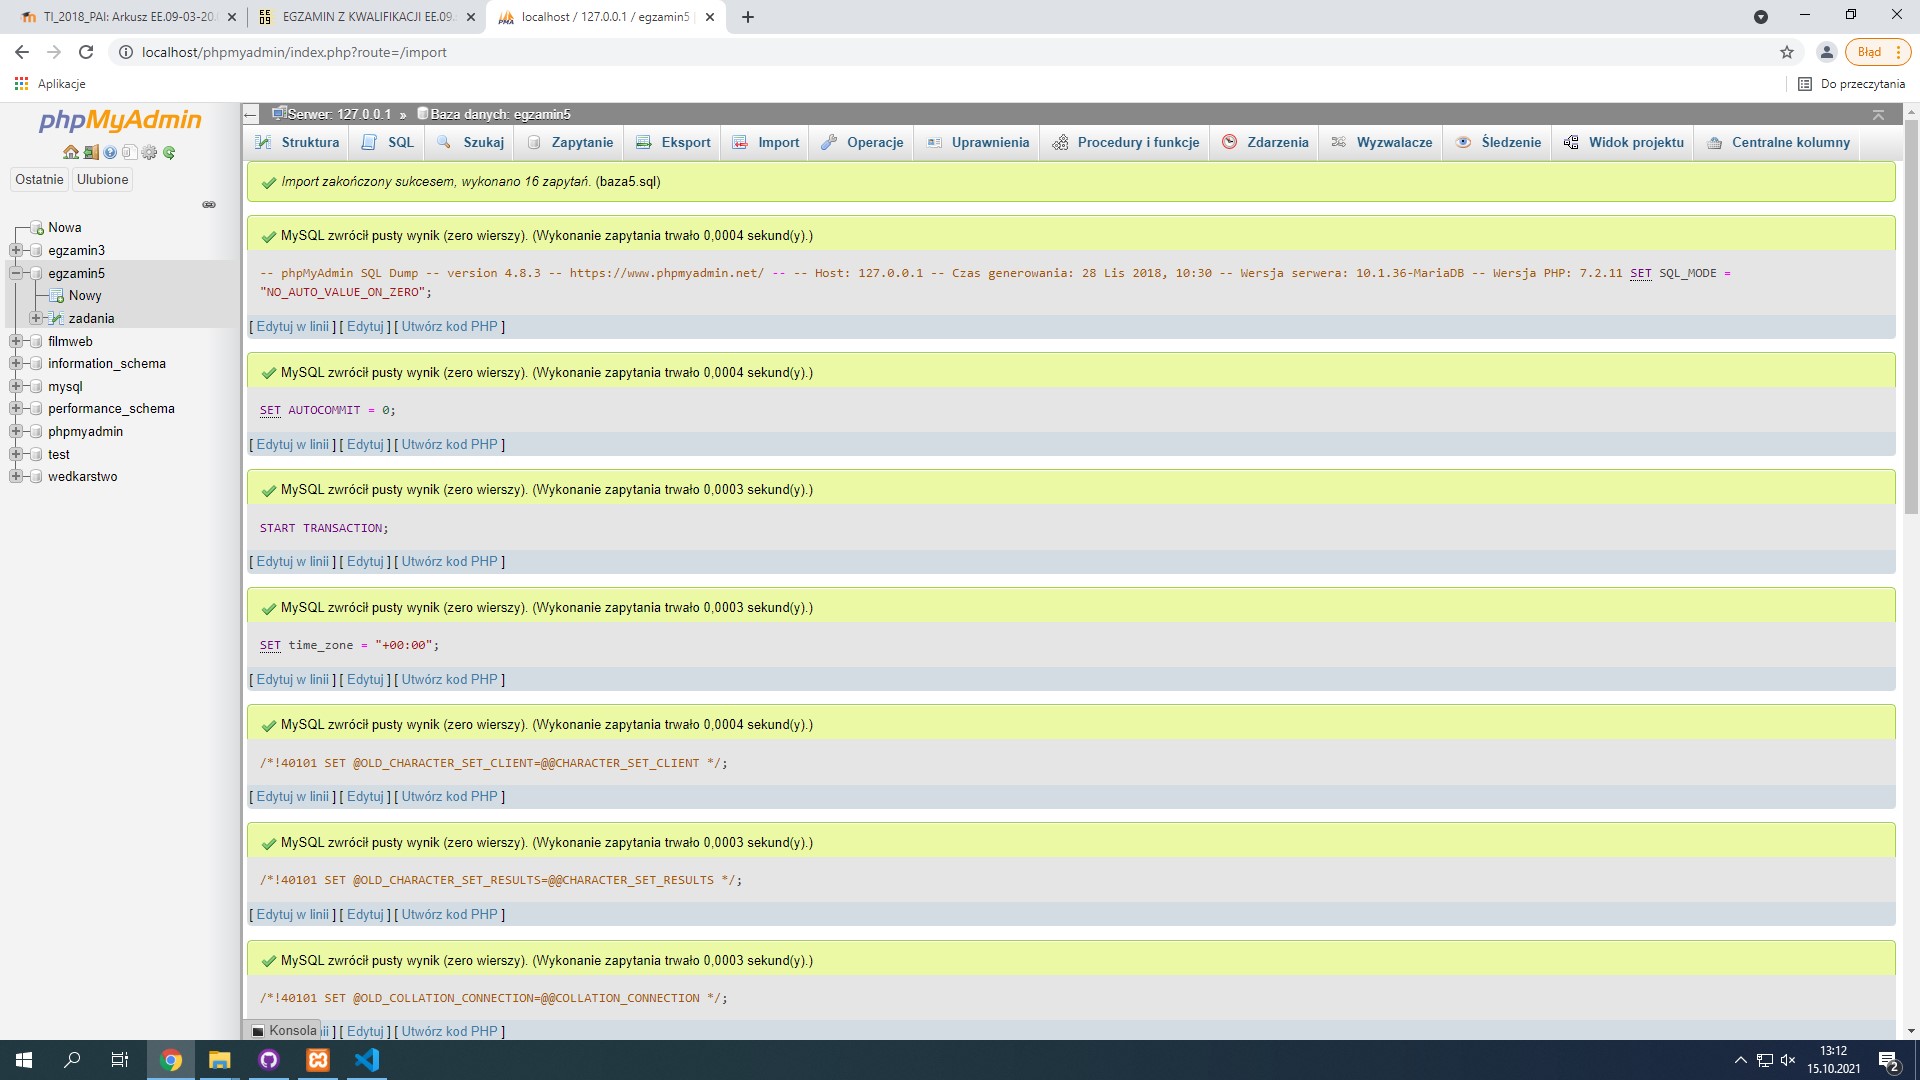 TI_2018_PAI: Arkusz EE.09-03-20.0
EGZAMIN Z KWALIFIKACJI EE.09.
localhost / 127.0.0.1 / egzamin5
localhost/phpmyadmin/index.php?route=/import
Błąd
Aplikacje
Do przeczytania
phpMyAdmin
Ostatnie
Ulubione
Nowa
egzamin3
egzamin5
Nowy
zadania
filmweb
information_schema
mysql
performance_schema
phpmyadmin
test
wedkarstwo
Serwer: 127.0.0.1 » Baza danych: egzamin5
Struktura SQL Szukaj Zapytanie Eksport Import Operacje Uprawnienia Procedury i funkcje Zdarzenia Wyzwalacze Śledzenie Widok projektu Centralne kolumny
Import zakończony sukcesem, wykonano 16 zapytań. (baza5.sql)
MySQL zwrócił pusty wynik (zero wierszy). (Wykonanie zapytania trwało 0,0004 sekund(y).)
-- phpMyAdmin SQL Dump -- version 4.8.3 -- https://www.phpmyadmin.net/ -- -- Host: 127.0.0.1 -- Czas generowania: 28 Lis 2018, 10:30 -- Wersja serwera: 10.1.36-MariaDB -- Wersja PHP: 7.2.11 SET SQL_MODE =
"NO_AUTO_VALUE_ON_ZERO";
[ Edytuj w linii ] [ Edytuj ] [ Utwórz kod PHP ]
MySQL zwrócił pusty wynik (zero wierszy). (Wykonanie zapytania trwało 0,0004 sekund(y).)
SET AUTOCOMMIT = 0;
[ Edytuj w linii ] [ Edytuj ] [ Utwórz kod PHP ]
MySQL zwrócił pusty wynik (zero wierszy). (Wykonanie zapytania trwało 0,0003 sekund(y).)
START TRANSACTION;
[ Edytuj w linii ] [ Edytuj ] [ Utwórz kod PHP ]
MySQL zwrócił pusty wynik (zero wierszy). (Wykonanie zapytania trwało 0,0003 sekund(y).)
SET time_zone = "+00:00";
[ Edytuj w linii ] [ Edytuj ] [ Utwórz kod PHP ]
MySQL zwrócił pusty wynik (zero wierszy). (Wykonanie zapytania trwało 0,0004 sekund(y).)
/*!40101 SET @OLD_CHARACTER_SET_CLIENT=@@CHARACTER_SET_CLIENT */;
[ Edytuj w linii ] [ Edytuj ] [ Utwórz kod PHP ]
MySQL zwrócił pusty wynik (zero wierszy). (Wykonanie zapytania trwało 0,0003 sekund(y).)
/*!40101 SET @OLD_CHARACTER_SET_RESULTS=@@CHARACTER_SET_RESULTS */;
[ Edytuj w linii ] [ Edytuj ] [ Utwórz kod PHP ]
MySQL zwrócił pusty wynik (zero wierszy). (Wykonanie zapytania trwało 0,0003 sekund(y).)
/*!40101 SET @OLD_COLLATION_CONNECTION=@@COLLATION_CONNECTION */;
Konsola ii ] [ Edytuj ] [ Utwórz kod PHP ]
13:12
15.10.2021
2